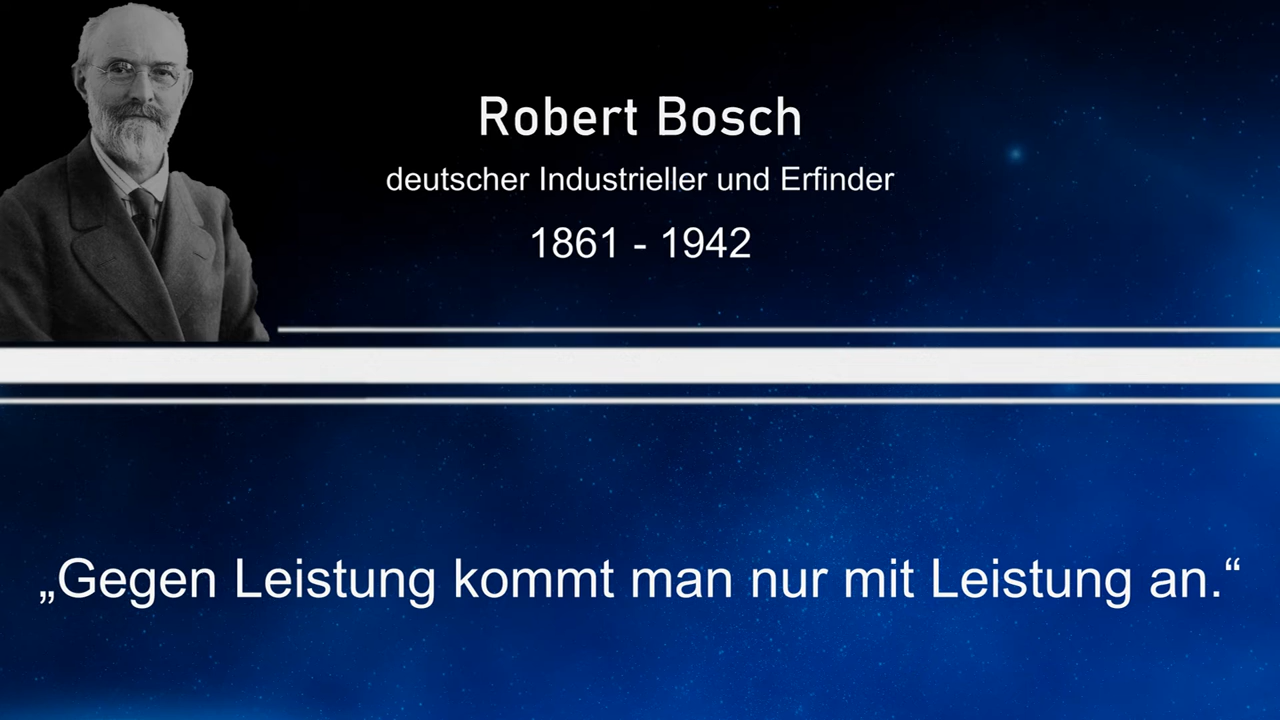 Robert Bosch
deutscher Industrieller und Erfinder
1861 - 1942
„Gegen Leistung kommt man nur mit Leistung an.“